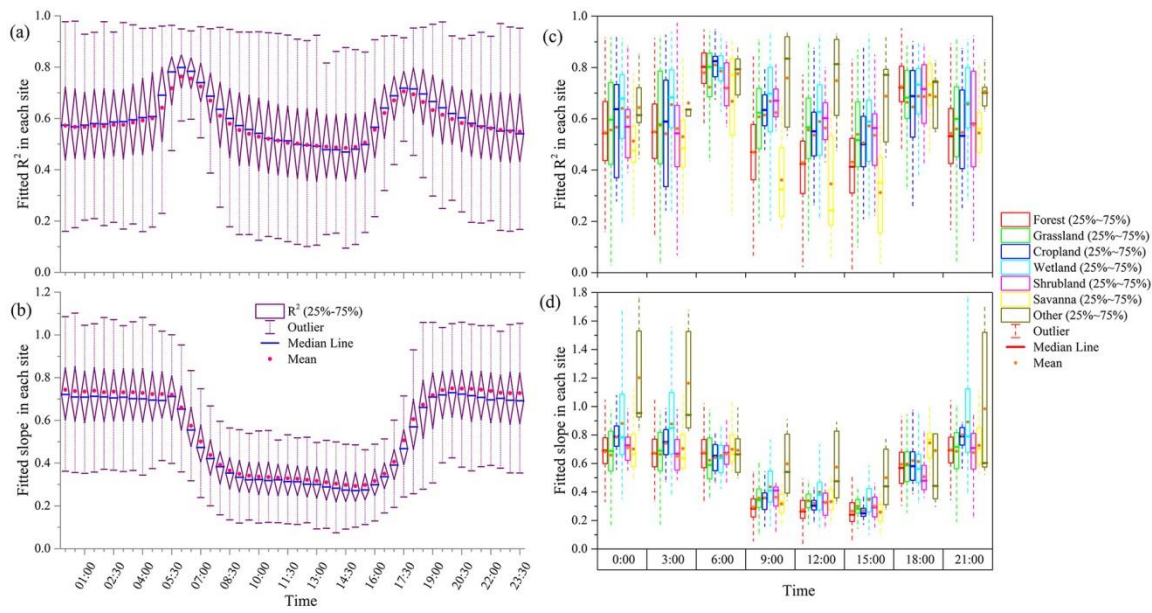 (a)
Fitted R² in each site
1.0
0.8
0.6
0.4
0.2
0.0
(b)
Fitted slope in each site
1.2
1.0
0.8
0.6
0.4
0.2
0.0
R² (25%-75%)
Outlier
Median Line
Mean
01:00
02:30
04:00
05:30
07:00
08:30
10:00
11:30
13:00
14:30
16:00
17:30
19:00
20:30
22:00
23:30
Time
(c)
Fitted R² in each site
1.0
0.8
0.6
0.4
0.2
0.0
(d)
Fitted slope in each site
1.8
1.6
1.4
1.2
1.0
0.8
0.6
0.4
0.2
0.0
0:00 3:00 6:00 9:00 12:00 15:00 18:00 21:00
Time
Forest (25%~75%)
Grassland (25%~75%)
Cropland (25%~75%)
Wetland (25%~75%)
Shrubland (25%~75%)
Savanna (25%~75%)
Other (25%~75%)
Outlier
Median Line
Mean